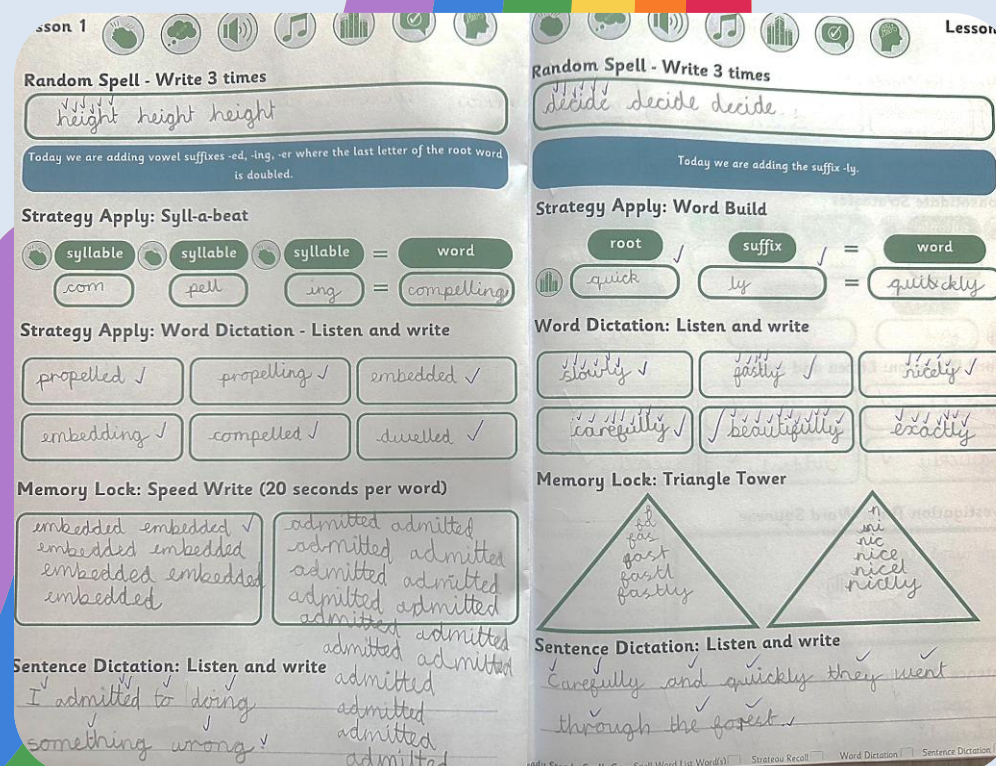 sson 1
Random Spell - Write 3 times
height height height
Today we are adding vowel suffixes -ed, -ing, -er where the last letter of the root word
is doubled.
Strategy Apply: Syll-a-beat
syllable syllable syllable = word
com pell ing = compelling
Strategy Apply: Word Dictation - Listen and write
propelled propelling embedded
embedding compelled dwelled
Memory Lock: Speed Write (20 seconds per word)
embedded embedded
embedded embedded
embedded embedded
embedded
admitted admitted
admitted admitted
admitted admitted
admitted admitted
admitted admitted
admitted admitted
admitted
admitted
admitted
admitted
Sentence Dictation: Listen and write
I admitted to doing
something wrong!
Lesson
Random Spell - Write 3 times
decide decide decide
Today we are adding the suffix -ly.
Strategy Apply: Word Build
root suffix = word
quick ly =
Word Dictation: Listen and write
slowly fastly nicely
carefully beautifully exactly
Memory Lock: Triangle Tower
f
fa
fas
fast
fastl
fastly
n
ni
nic
nice
nicel
Sentence Dictation: Listen and write
Carefully and quickly they went
through the forest.
Spell Word List Word(s) Strategy Recall Word Dictation Sentence Dictation